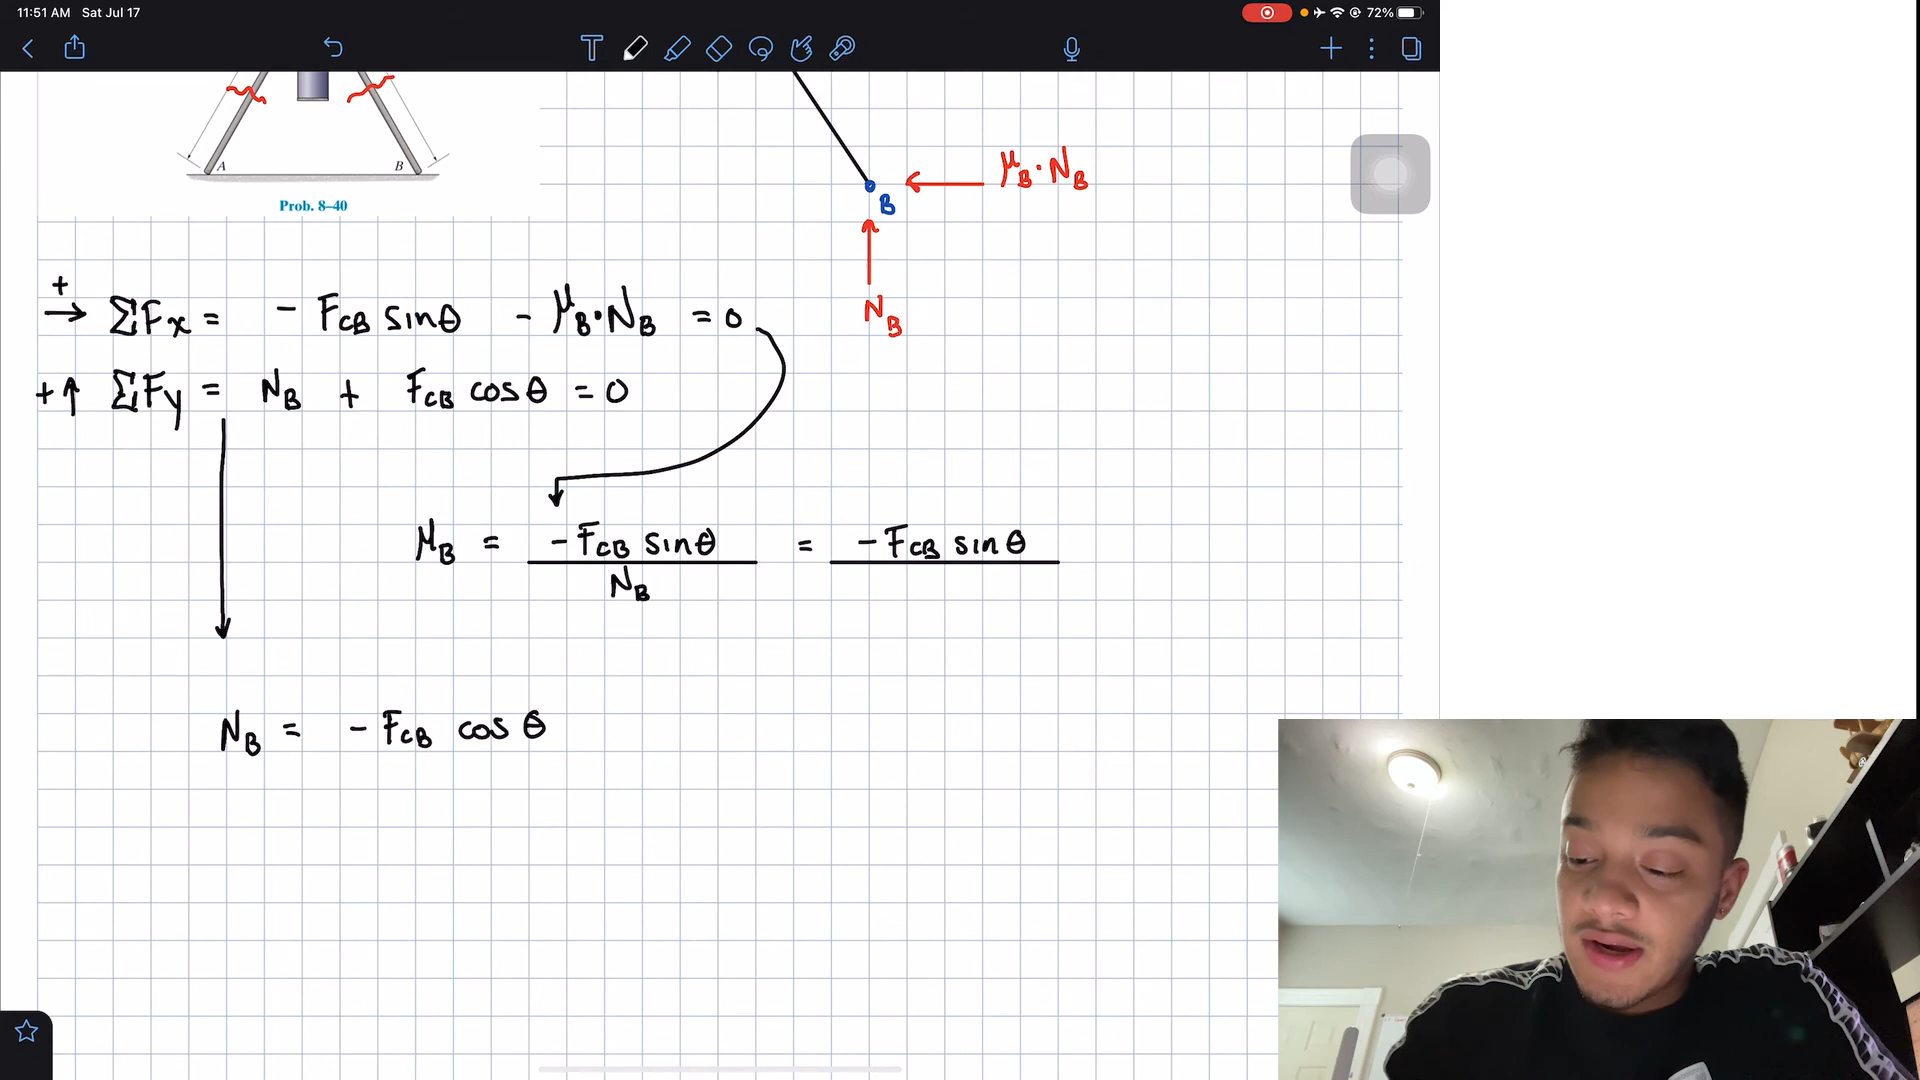 11:51 AM Sat Jul 17
72%
A
B
Prob. 8–40
μB · NB
B
NB
+
→ ΣFx = - FCB sinθ - μB · NB = 0
+↑ ΣFy = NB + FCB cosθ = 0
μB = -FCB sinθ / NB = -FCB sinθ
NB = - FCB cos θ